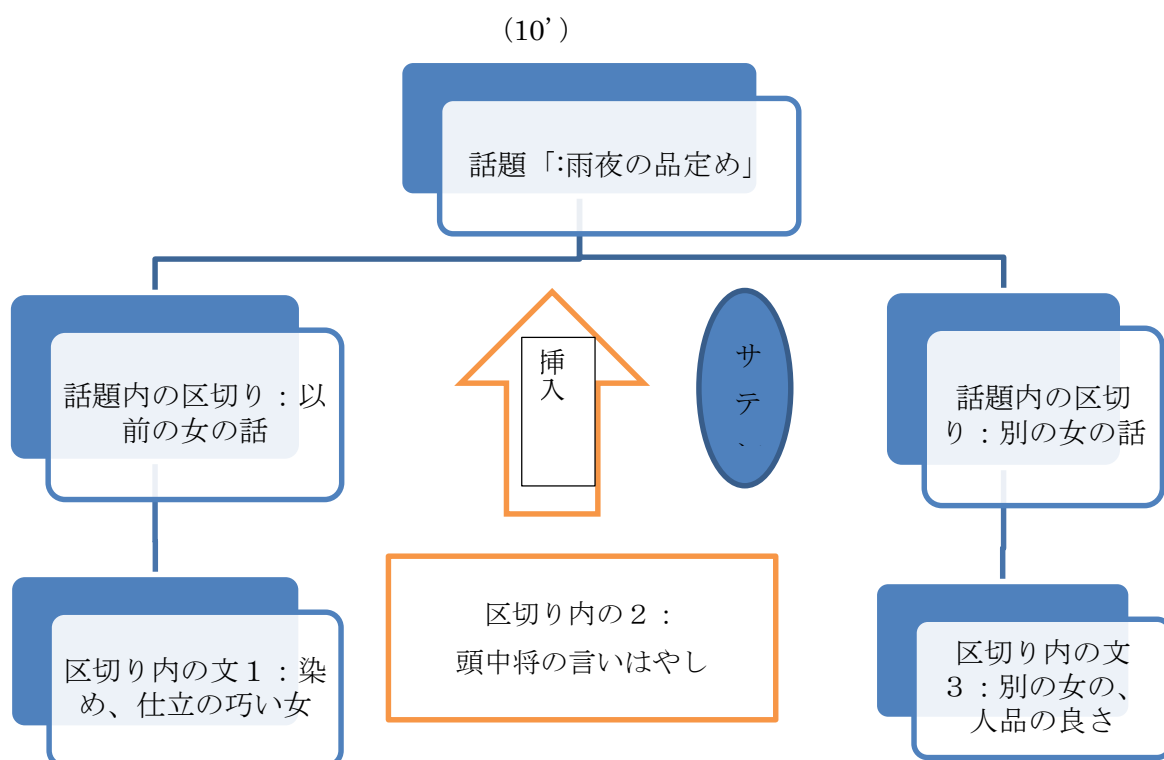 (10’)
話題「:雨夜の品定め」
話題内の区切り:以
前の女の話
挿
入
サ
テ
、
話題内の区切
り:別の女の話
区切り内の文1:染
め、仕立の巧い女
区切り内の2:
頭中将の言いはやし
区切り内の文
3:別の女の、
人品の良さ